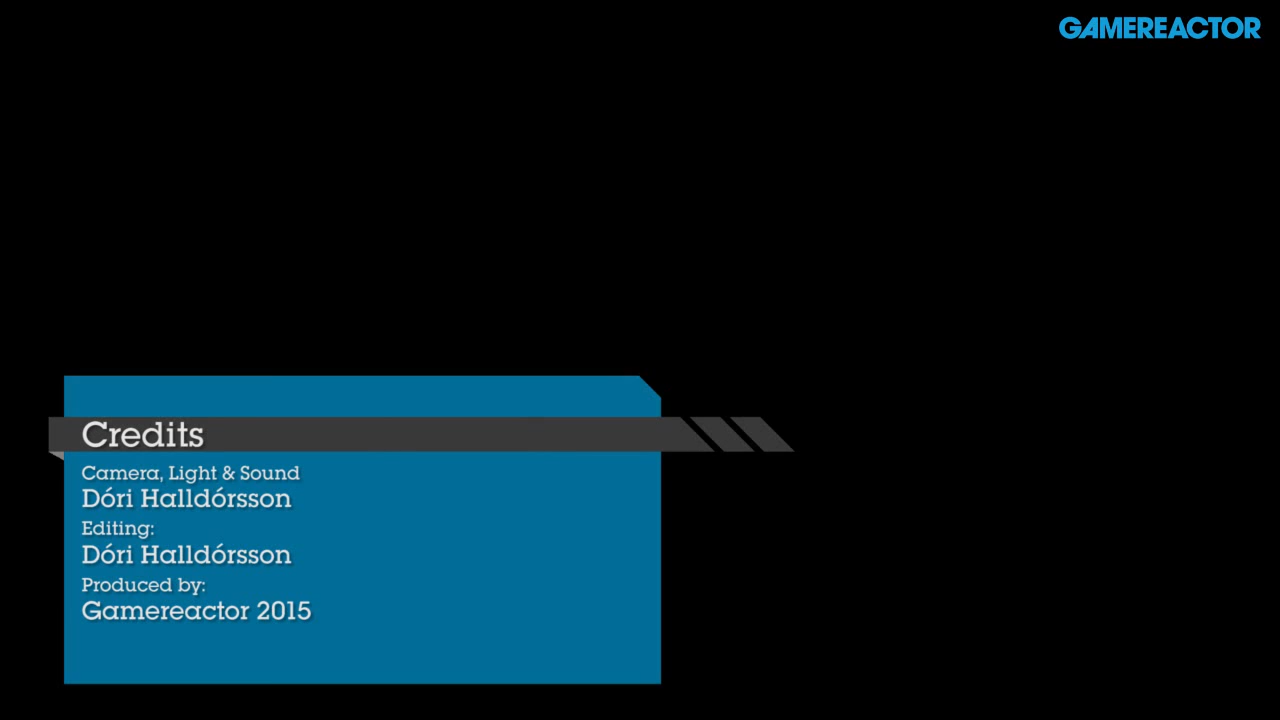 GAMEREACTOR
Credits
Camera, Light & Sound
Dóri Halldórsson
Editing:
Dóri Halldórsson
Produced by:
Gamereactor 2015